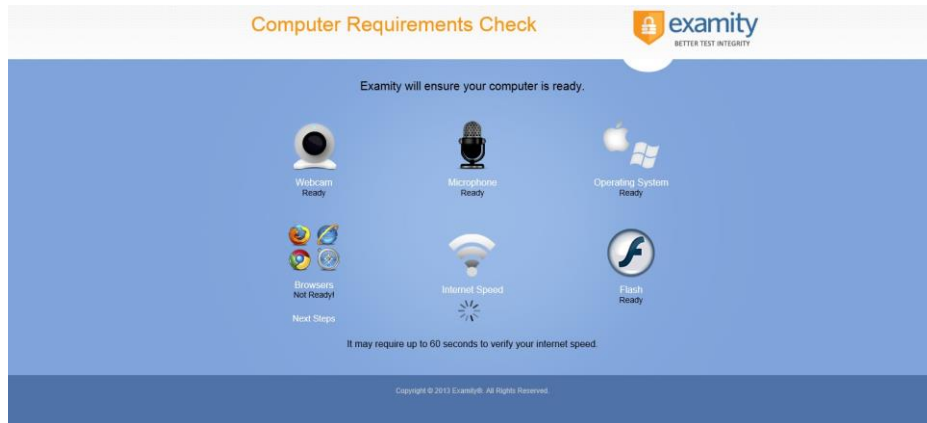 Computer Requirements Check
examity
BETTER TEST INTEGRITY
Examity will ensure your computer is ready.
Webcam
Ready
Microphone
Ready
Operating System
Ready
Browsers
Not Ready!
Next Steps
Internet Speed
Flash
Ready
It may require up to 60 seconds to verify your internet speed.
Copyright © 2013 Examity®. All Rights Reserved.